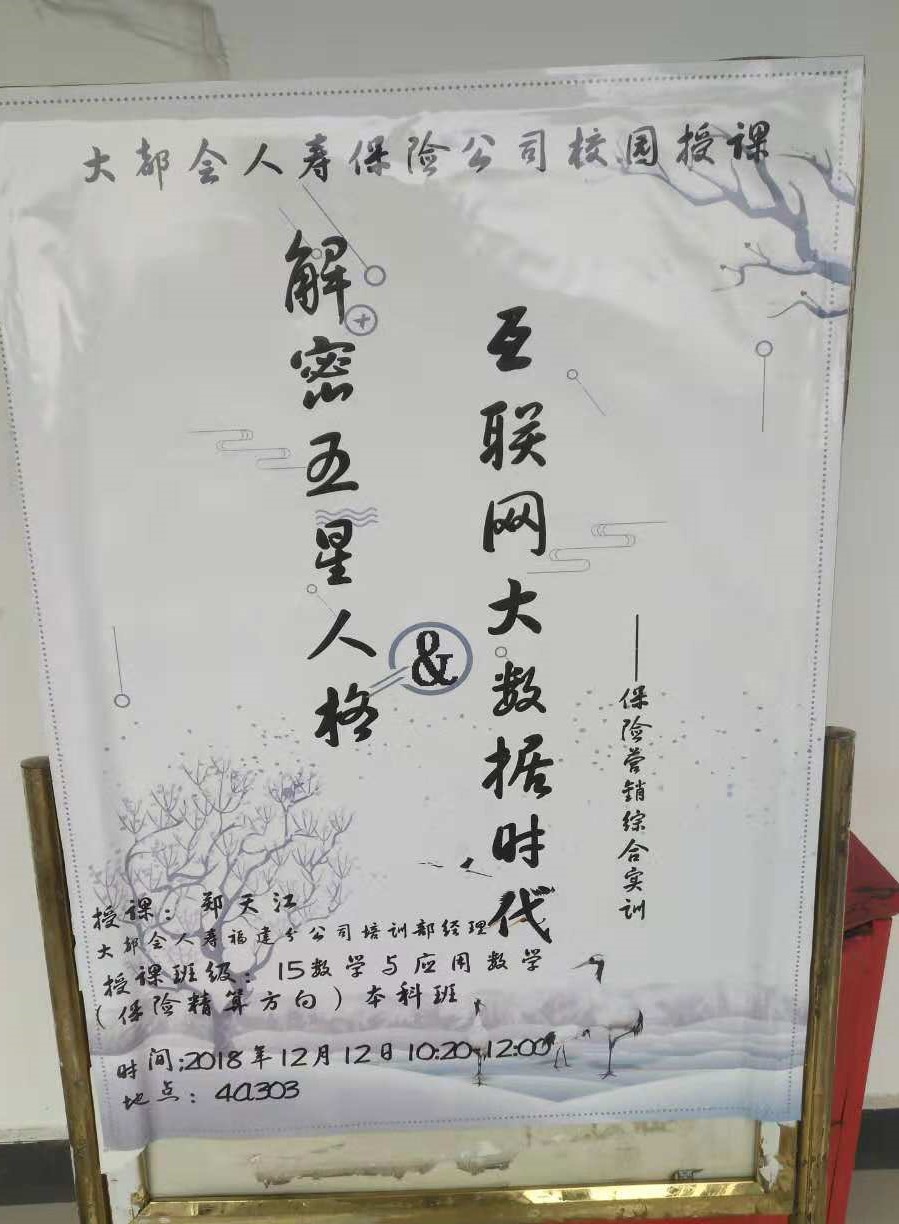 大都会人寿保险公司校园授课
解密五星人格
&
互联网大数据时代
——保险营销综合实训
授课：郑天江
大都会人寿福建分公司培训部经理
授课班级：15数学与应用数学
（保险精算方向）本科班
时间:2018年12月12日10:20-12:00
地点：4a303